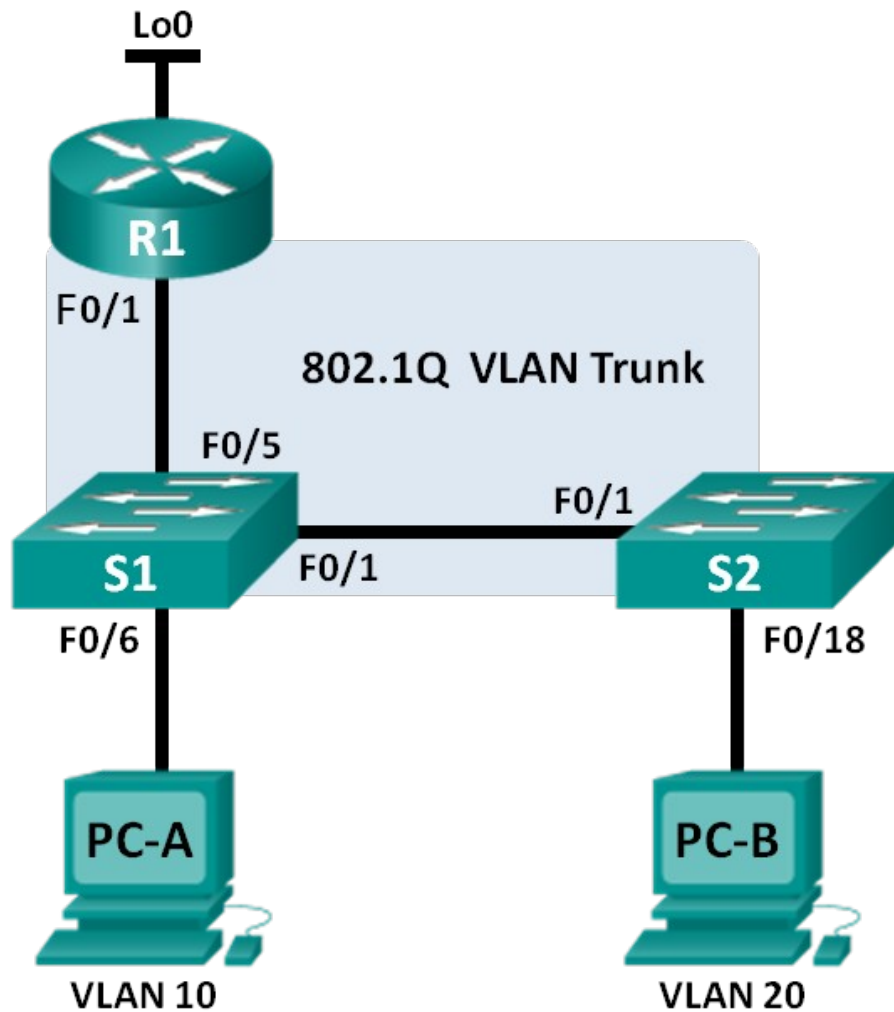 Lo0
R1
F0/1
802.1Q VLAN Trunk
F0/5
F0/1
S1
F0/1
S2
F0/6
F0/18
PC-A
PC-B
VLAN 10
VLAN 20